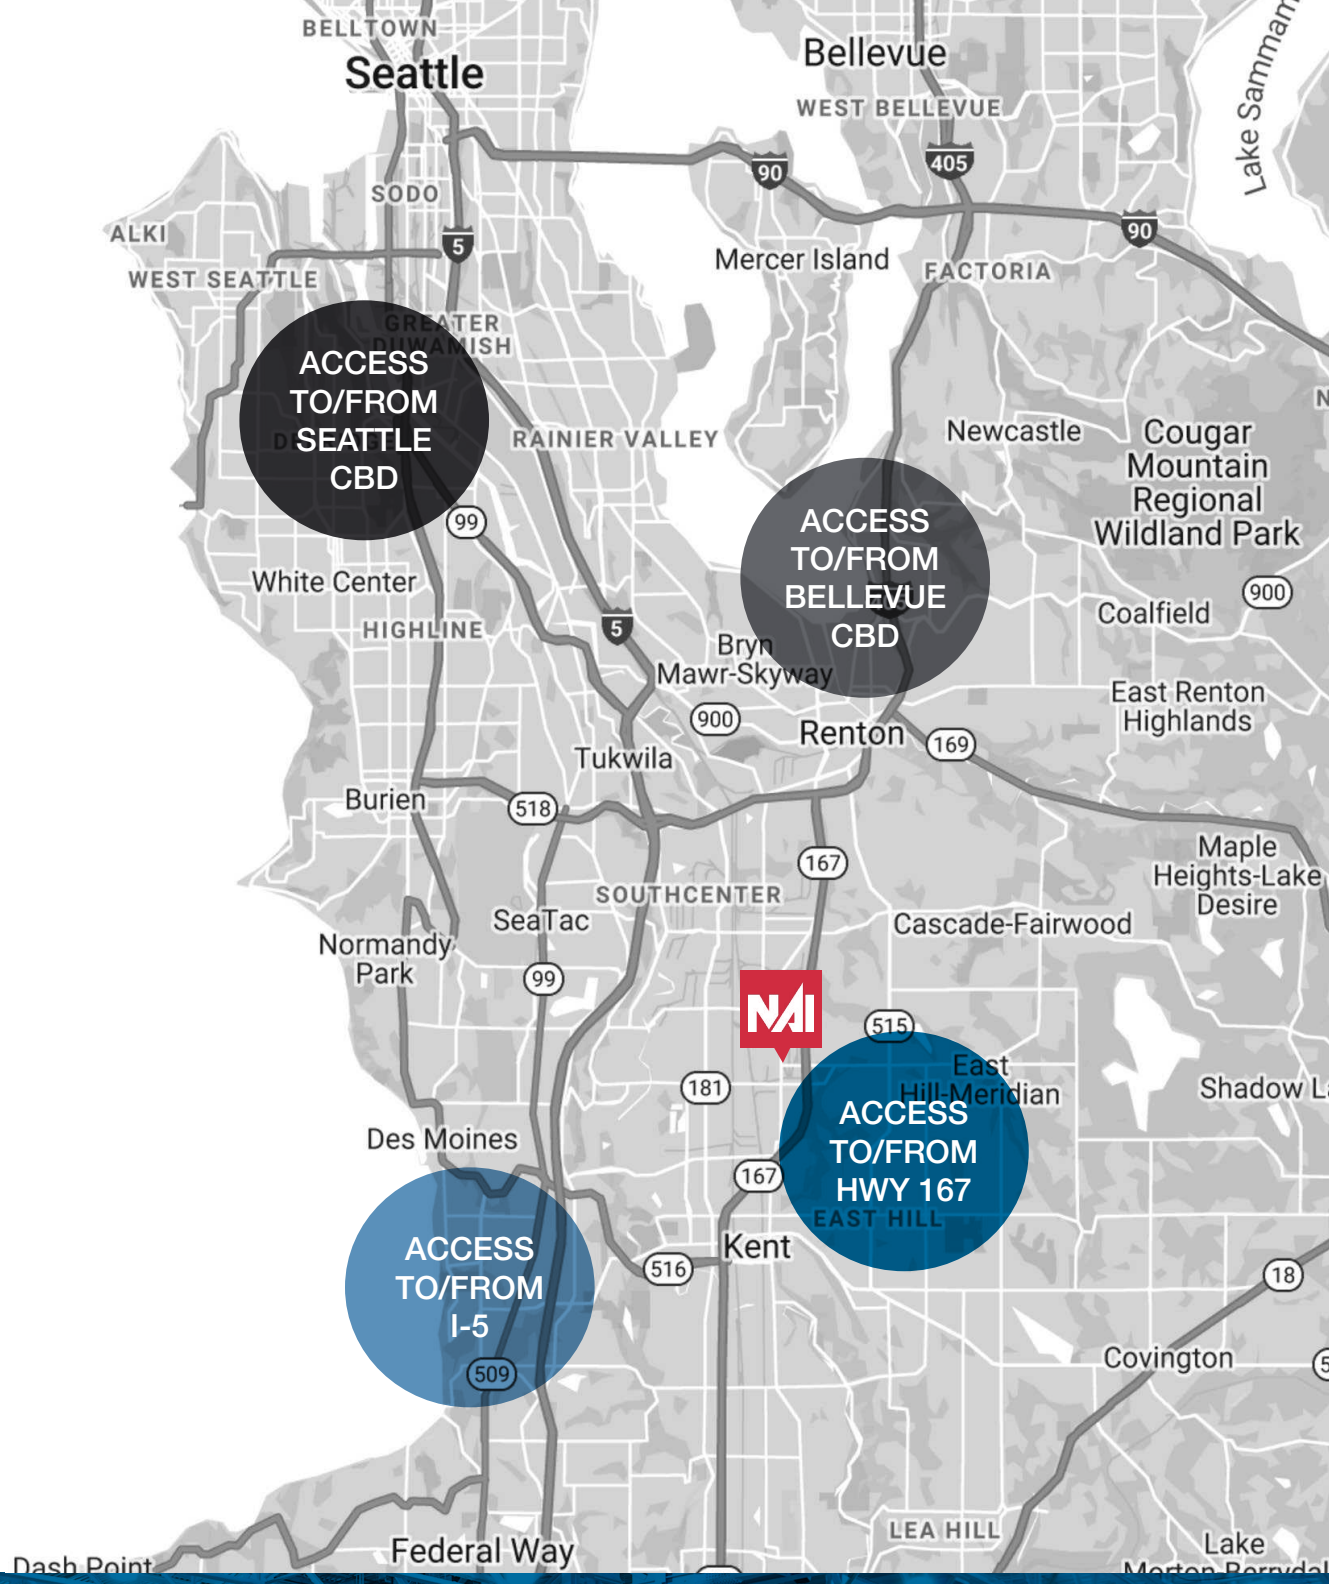 BELLTOWN
Seattle
Bellevue
WEST BELLEVUE
Lake Sammam
90
405
SODO
ALKI
5
90
WEST SEATTLE
Mercer Island
FACTORIA
GREATER
DUWAMISH
ACCESS
TO/FROM
SEATTLE
CBD
RAINIER VALLEY
Newcastle
Cougar
Mountain
Regional
Wildland Park
N
99
ACCESS
TO/FROM
BELLEVUE
CBD
White Center
900
Coalfield
HIGHLINE
5
Bryn
Mawr-Skyway
900
East Renton
Highlands
Renton
169
Tukwila
Burien
518
167
Maple
Heights-Lake
Desire
SOUTHCENTER
SeaTac
Cascade-Fairwood
Normandy
Park
99
NAI
515
East
Hill-Meridian
181
Shadow L
ACCESS
TO/FROM
HWY 167
Des Moines
167
EAST HILL
Kent
516
ACCESS
TO/FROM
I-5
18
509
Covington
5
LEA HILL
Federal Way
Lake
Morton-Berrydal
Dash Point